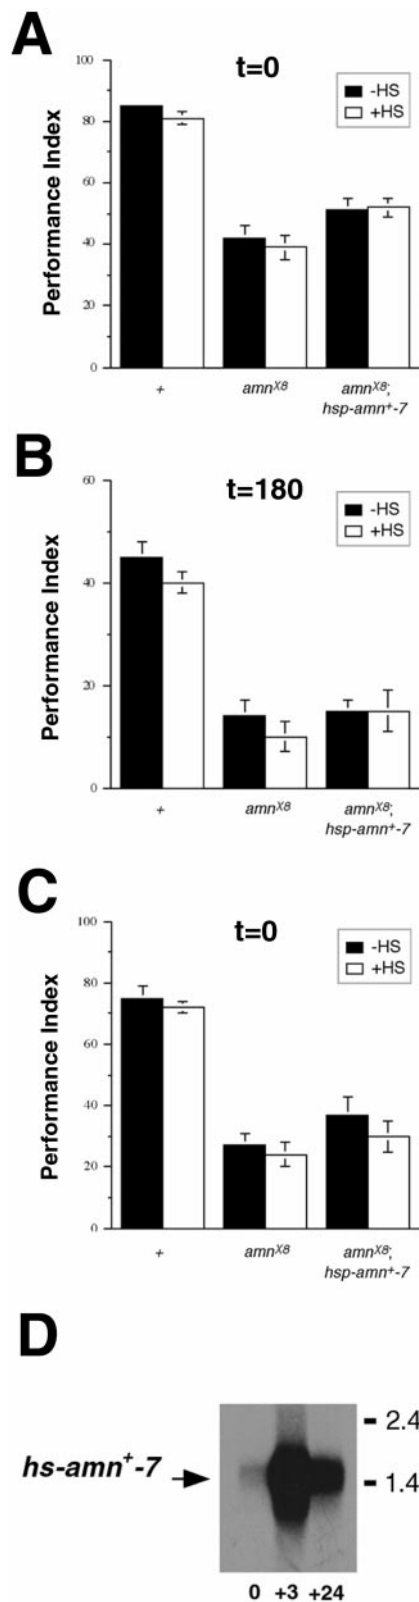 A
t=0
-HS
+HS
Performance Index
80
60
40
20
0
+
amnX8
amnX8;
hsp-amn+-7
B
t=180
-HS
+HS
Performance Index
60
40
20
0
+
amnX8
amnX8;
hsp-amn+-7
C
t=0
-HS
+HS
Performance Index
100
80
60
40
20
0
+
amnX8
amnX8;
hsp-amn+-7
D
2.4
hs-amn+-7
1.4
0 +3 +24